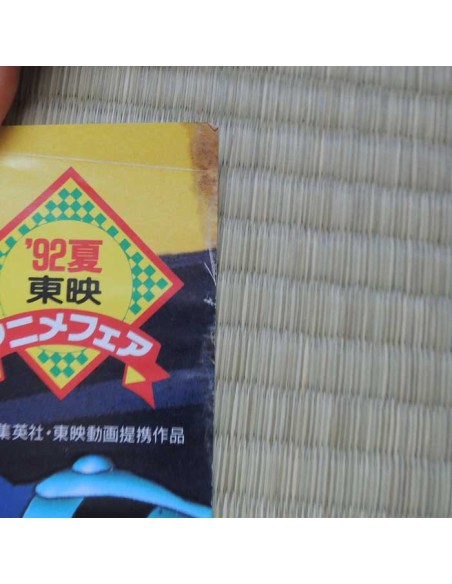 '92夏
東映
アニメフェア
集英社・東映動画提携作品